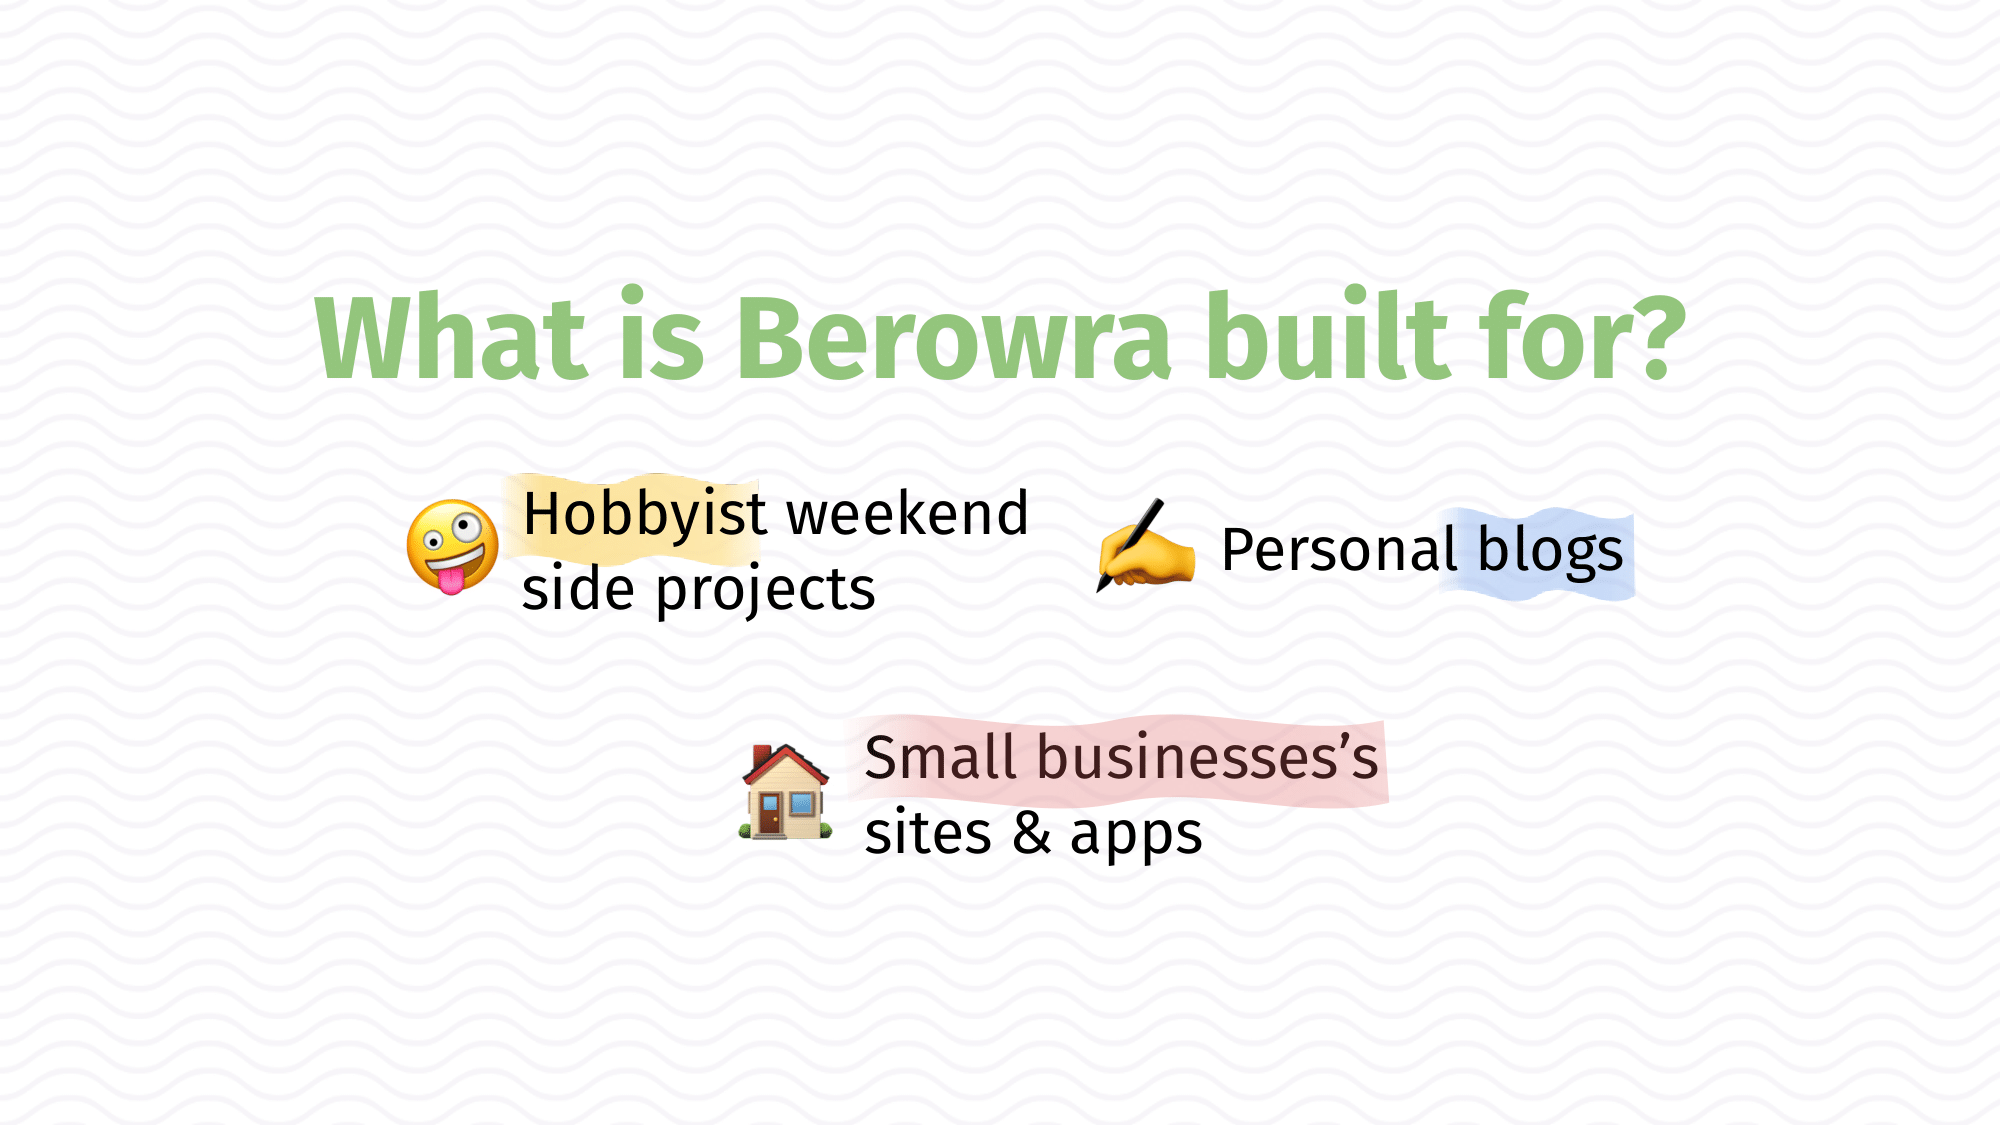 What is Berowra built for?
Hobbyist weekend
side projects
Personal blogs
Small businesses’s
sites & apps